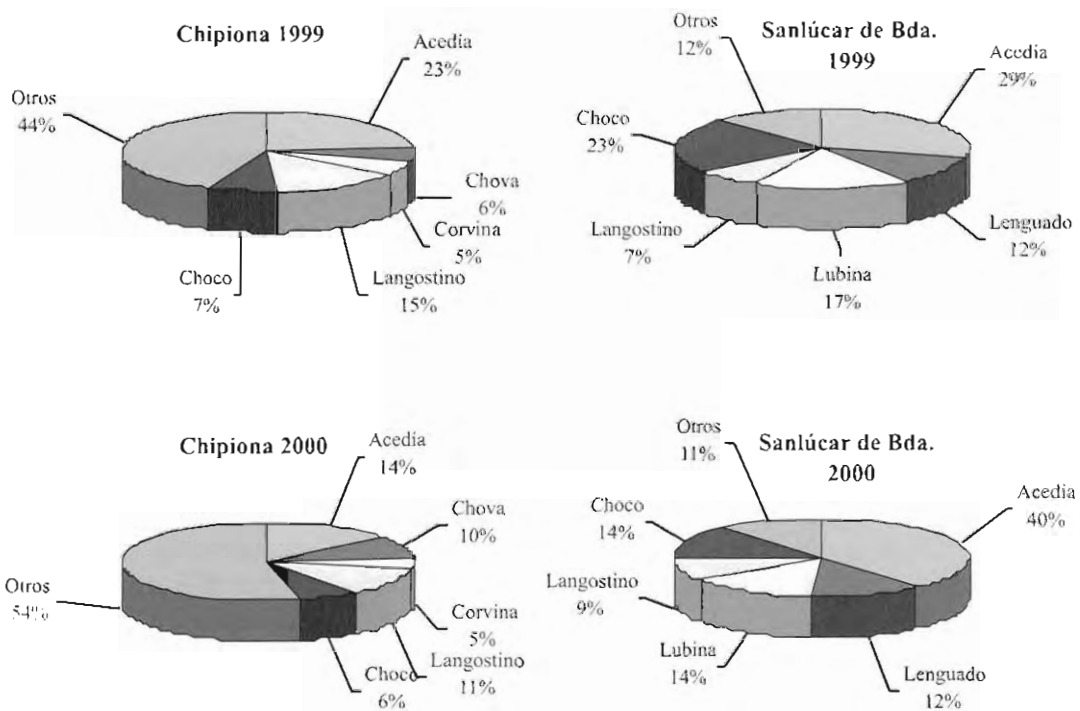 Chipiona 1999
Acedia
23%
Otros
44%
Chova
6%
Corvina
5%
Langostino
15%
Choco
7%
Sanlúcar de Bda.
1999
Otros
12%
Acedia
29%
Choco
23%
Lenguado
12%
Langostino
7%
Lubina
17%
Chipiona 2000
Acedia
14%
Chova
10%
Otros
54%
Corvina
5%
Langostino
11%
Choco
6%
Sanlúcar de Bda.
2000
Otros
11%
Acedia
40%
Choco
14%
Langostino
9%
Lubina
14%
Lenguado
12%